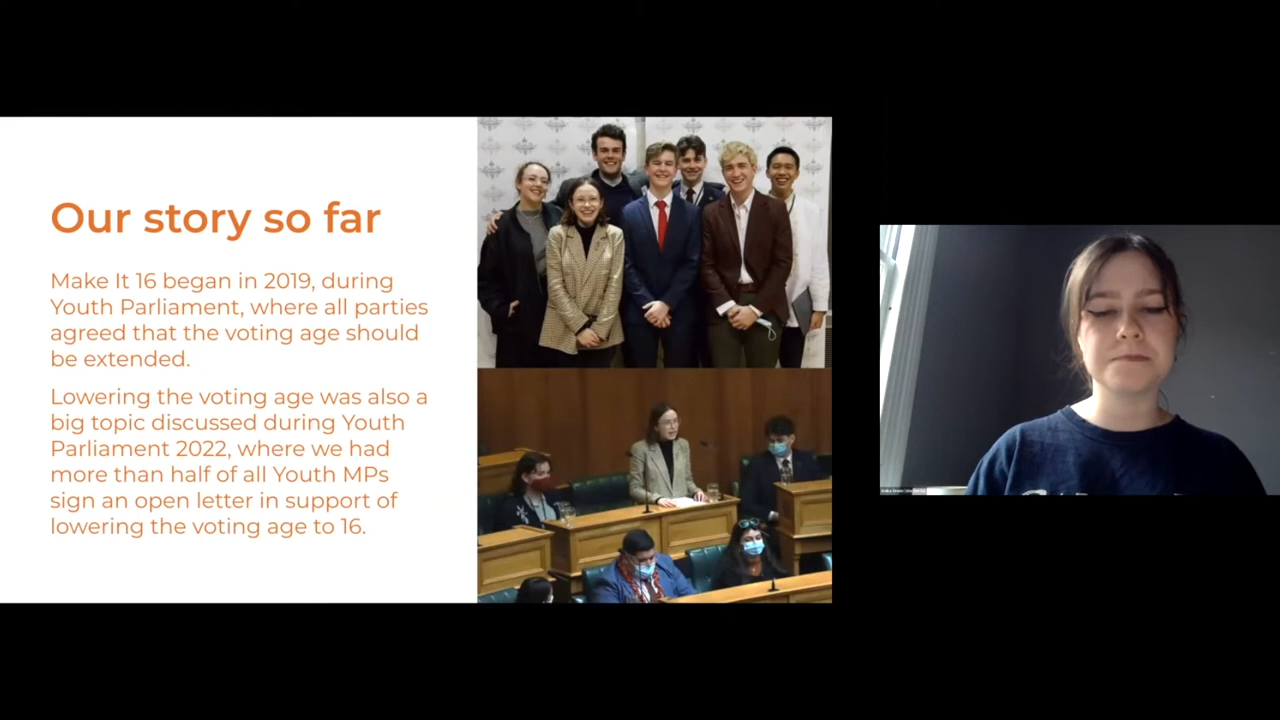 Our story so far
Make It 16 began in 2019, during
Youth Parliament, where all parties
agreed that the voting age should
be extended.
Lowering the voting age was also a
big topic discussed during Youth
Parliament 2022, where we had
more than half of all Youth MPs
sign an open letter in support of
lowering the voting age to 16.